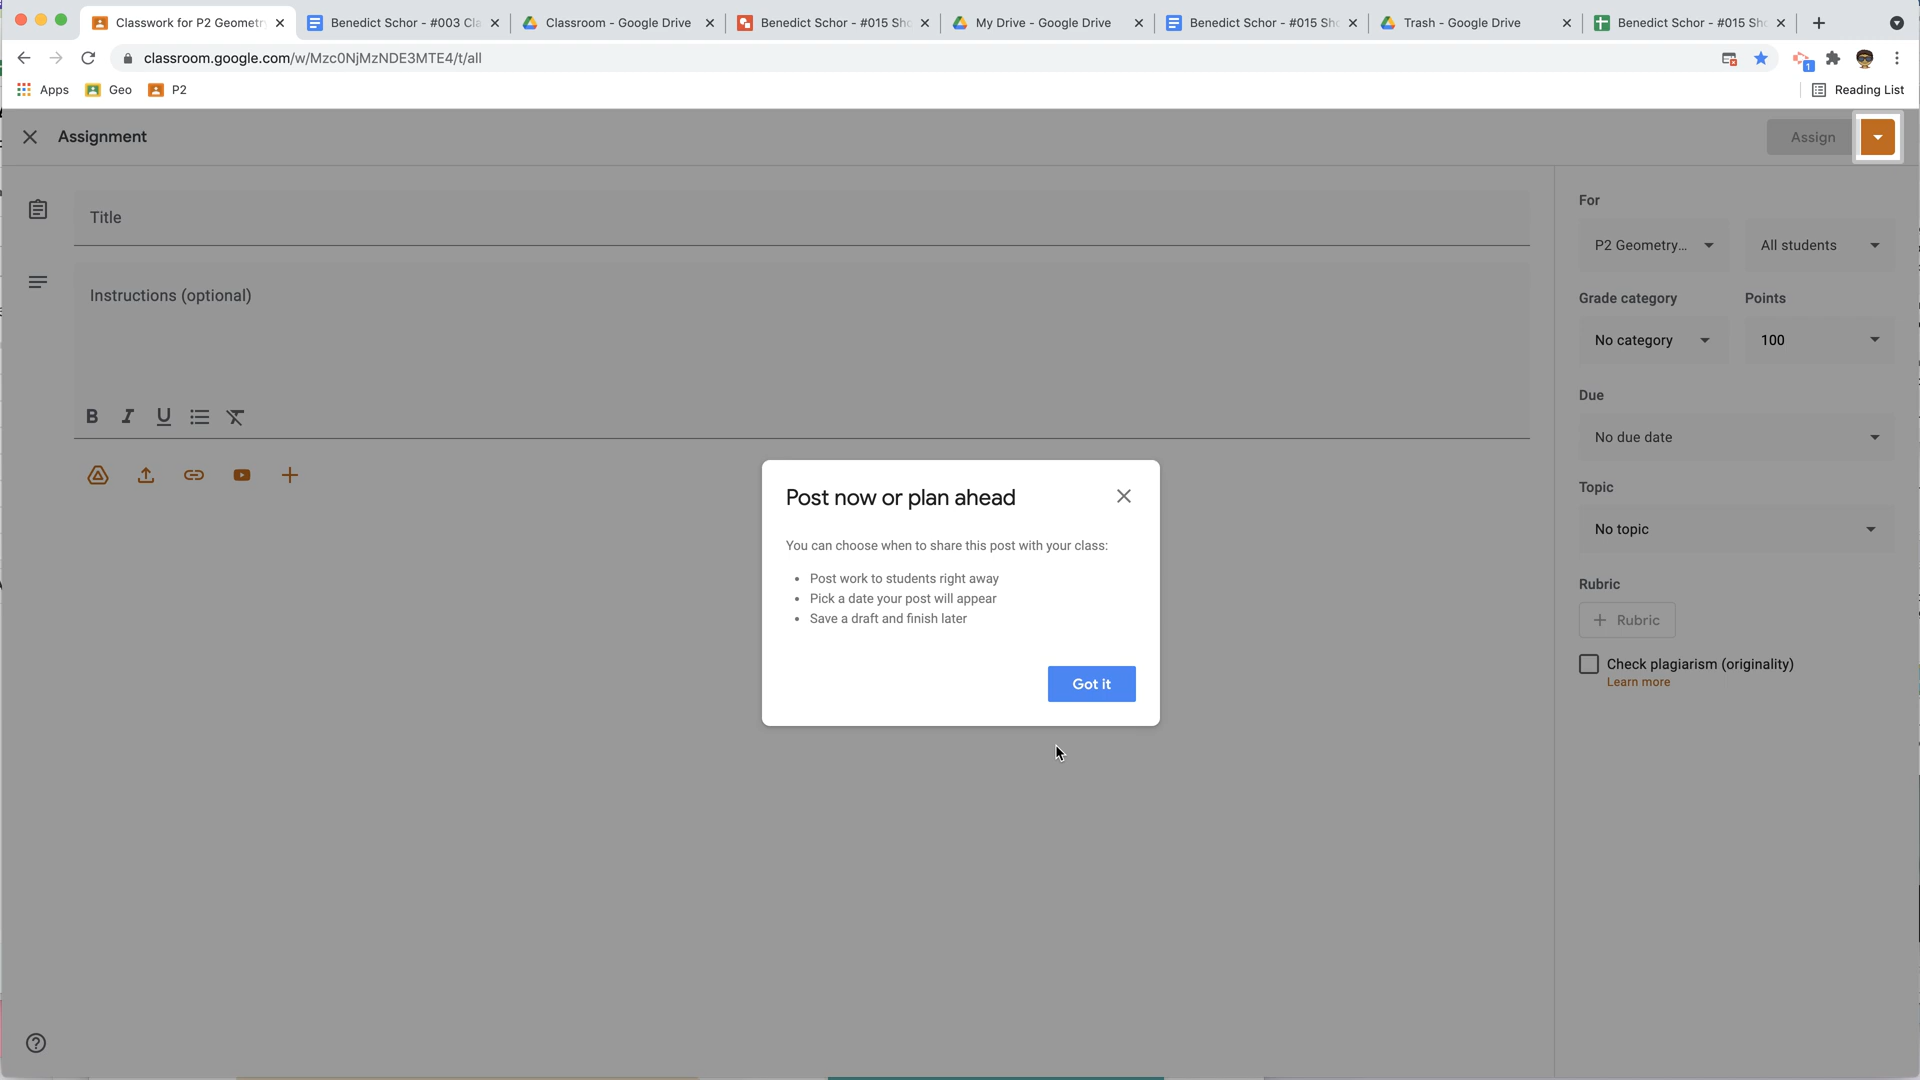 Classwork for P2 Geometr
Benedict Schor - #003 Cla
Classroom - Google Drive
Benedict Schor - #015 Sho
My Drive - Google Drive
Benedict Schor - #015 Sho
Trash - Google Drive
Benedict Schor - #015 Sho
classroom.google.com/w/Mzc0NjMzNDE3MTE4/t/all
1
Apps
Geo
P2
Reading List
Assignment
Assign
Title
Instructions (optional)
B I U
For
P2 Geometry...
All students
Grade category
Points
No category
100
Due
No due date
Topic
No topic
Rubric
+ Rubric
Check plagiarism (originality)
Learn more
Post now or plan ahead
You can choose when to share this post with your class:
• Post work to students right away
• Pick a date your post will appear
• Save a draft and finish later
Got it